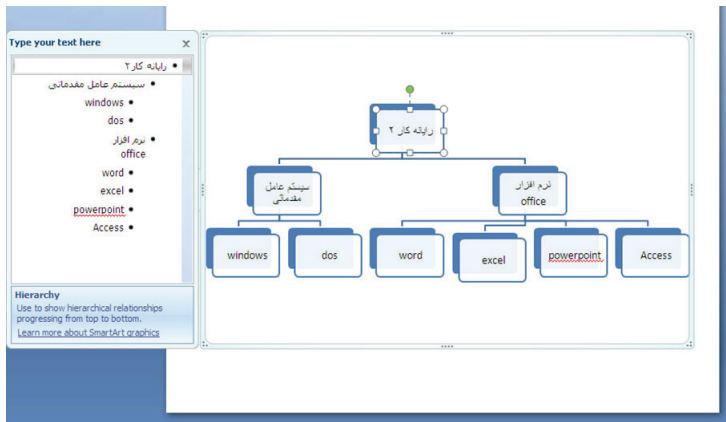 Type your text here
رایانه کار ۲
سیستم عامل مقدماتی
windows
dos
نرم افزار
office
word
excel
powerpoint
Access
Hierarchy
Use to show hierarchical relationships
progressing from top to bottom.
Learn more about SmartArt graphics
رایانه کار ۲
سیستم عامل
مقدماتی
نرم افزار
office
windows
dos
word
excel
powerpoint
Access